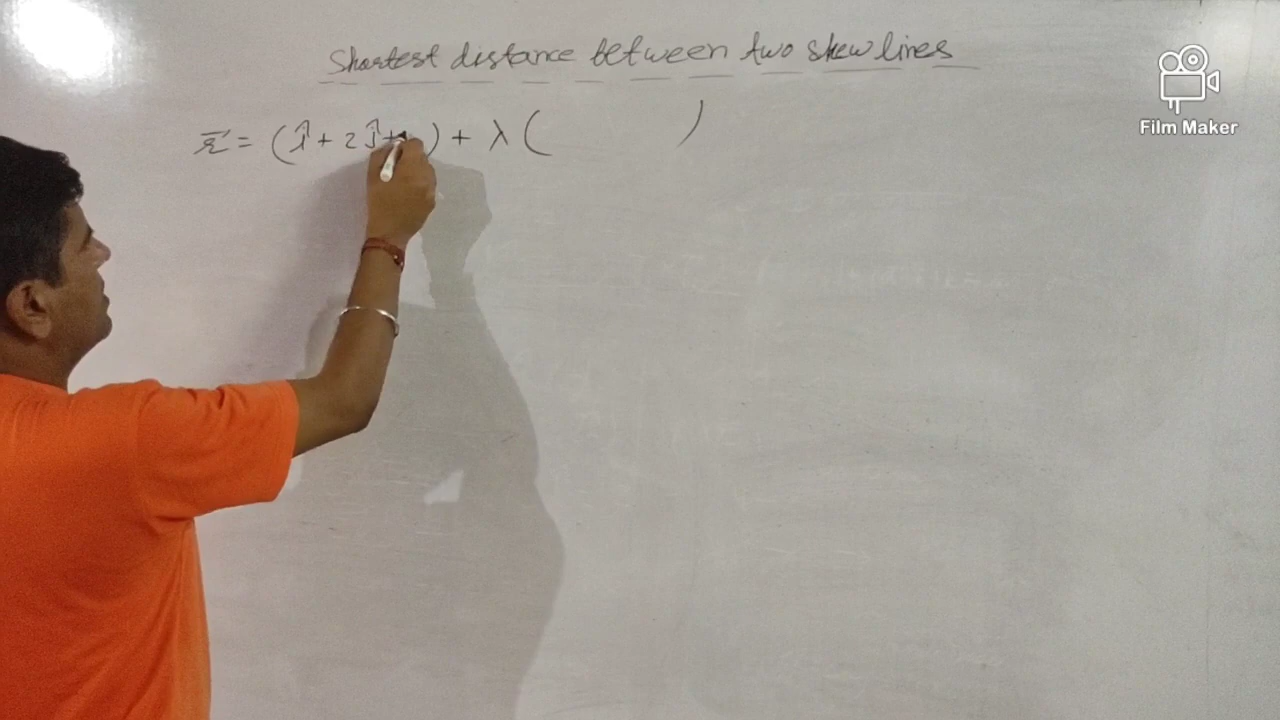 Shortest distance between two skew lines
r⃗ = (î + 2ĵ + ) + λ ( )
Film Maker